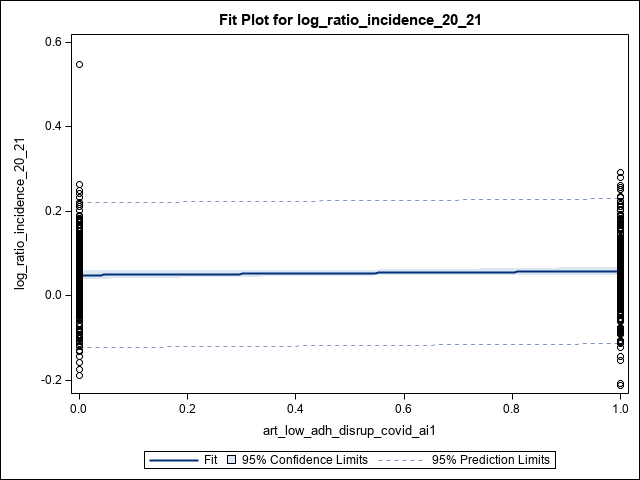 Fit Plot for log_ratio_incidence_20_21
0.6
0.4
0.2
0.0
-0.2
log_ratio_incidence_20_21
0.0 0.2 0.4 0.6 0.8 1.0
art_low_adh_disrup_covid_ai1
Fit 95% Confidence Limits 95% Prediction Limits